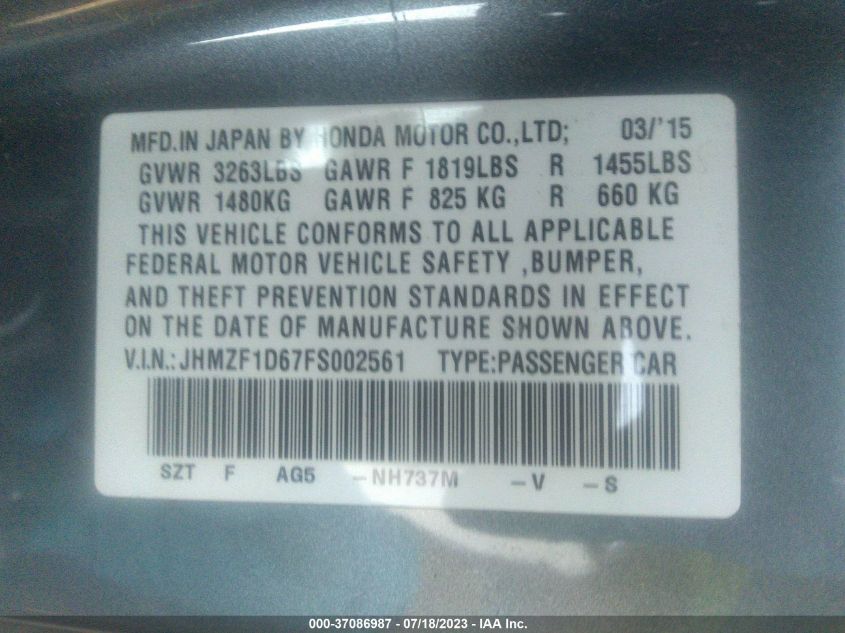 MFD.IN JAPAN BY HONDA MOTOR CO.,LTD; 03/'15
GVWR 3263LBS GAWR F 1819LBS R 1455LBS
GVWR 1480KG GAWR F 825 KG R 660 KG
THIS VEHICLE CONFORMS TO ALL APPLICABLE
FEDERAL MOTOR VEHICLE SAFETY ,BUMPER,
AND THEFT PREVENTION STANDARDS IN EFFECT
ON THE DATE OF MANUFACTURE SHOWN ABOVE.
V.I.N.:JHMZF1D67FS002561 TYPE:PASSENGER CAR
SZT F AG5 -NH737M -V -S
000-37086987 - 07/18/2023 - IAA Inc.